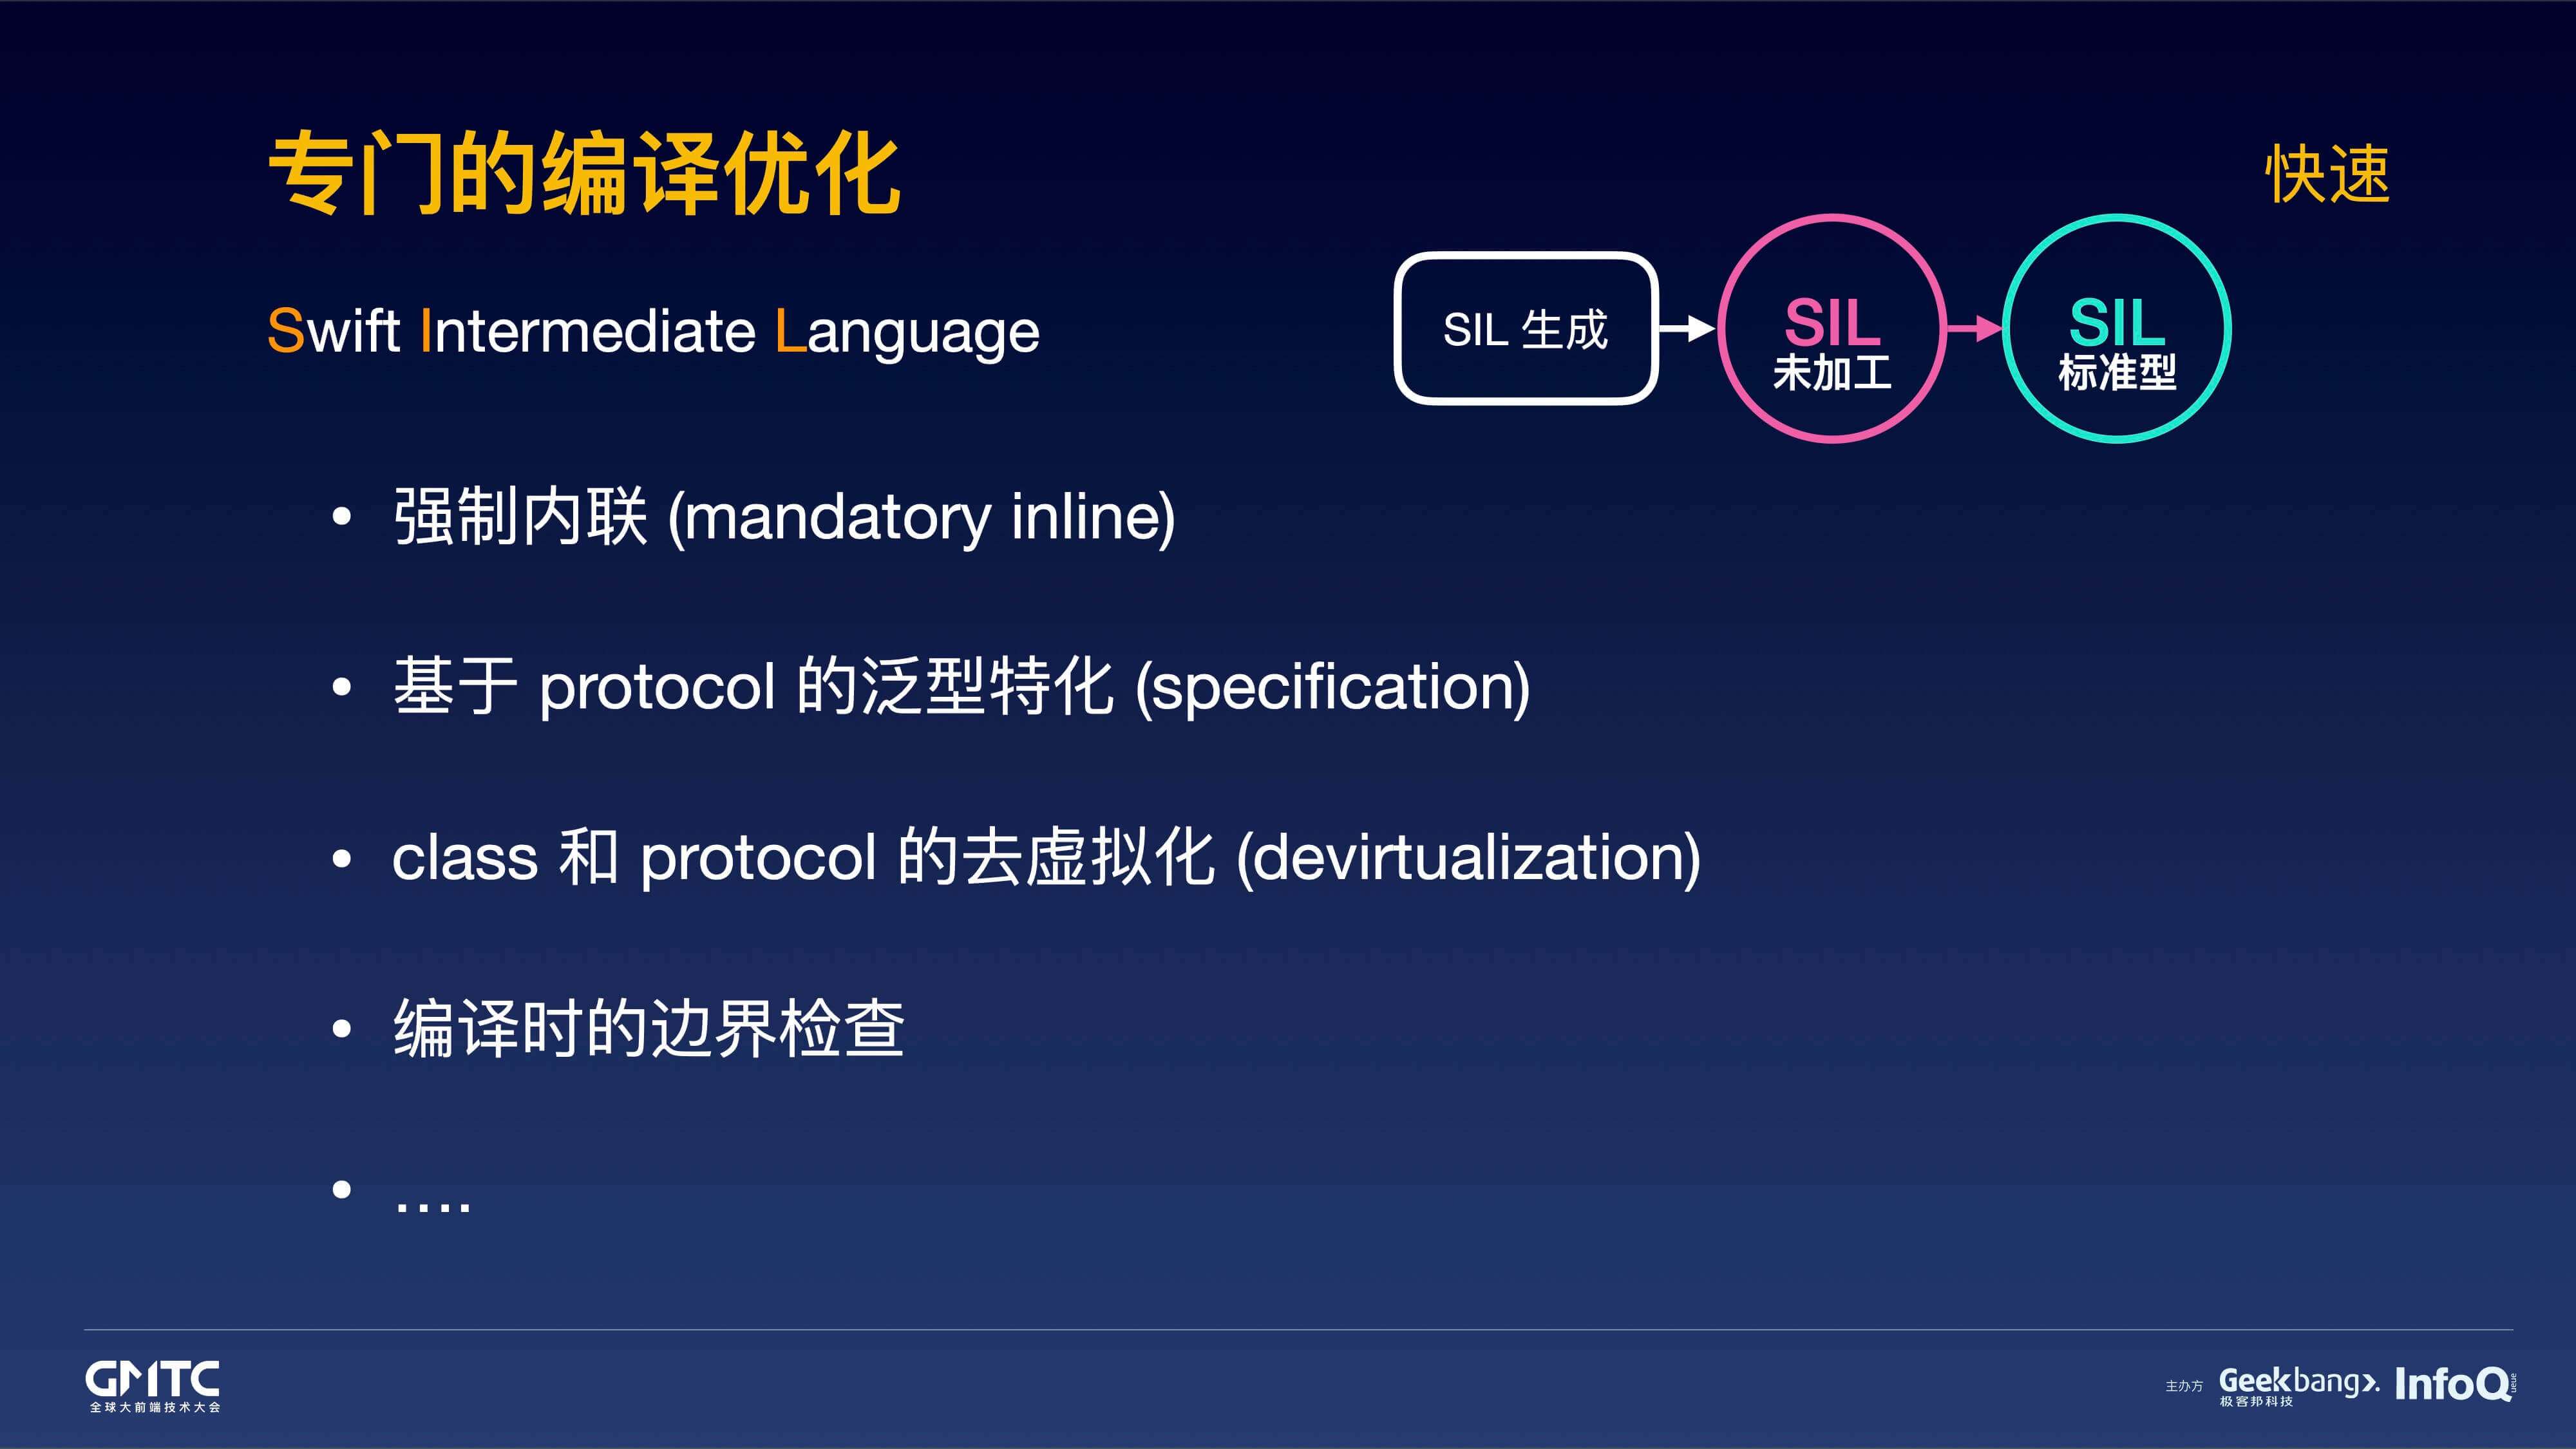 专门的编译优化
快速
Swift Intermediate Language
SIL 生成
SIL
未加工
SIL
标准型
• 强制内联 (mandatory inline)
• 基于 protocol 的泛型特化 (specification)
• class 和 protocol 的去虚拟化 (devirtualization)
• 编译时的边界检查
• ....
GMTC
全球大前端技术大会
主办方
Geekbang>.
极客邦科技
InfoQ
ueue